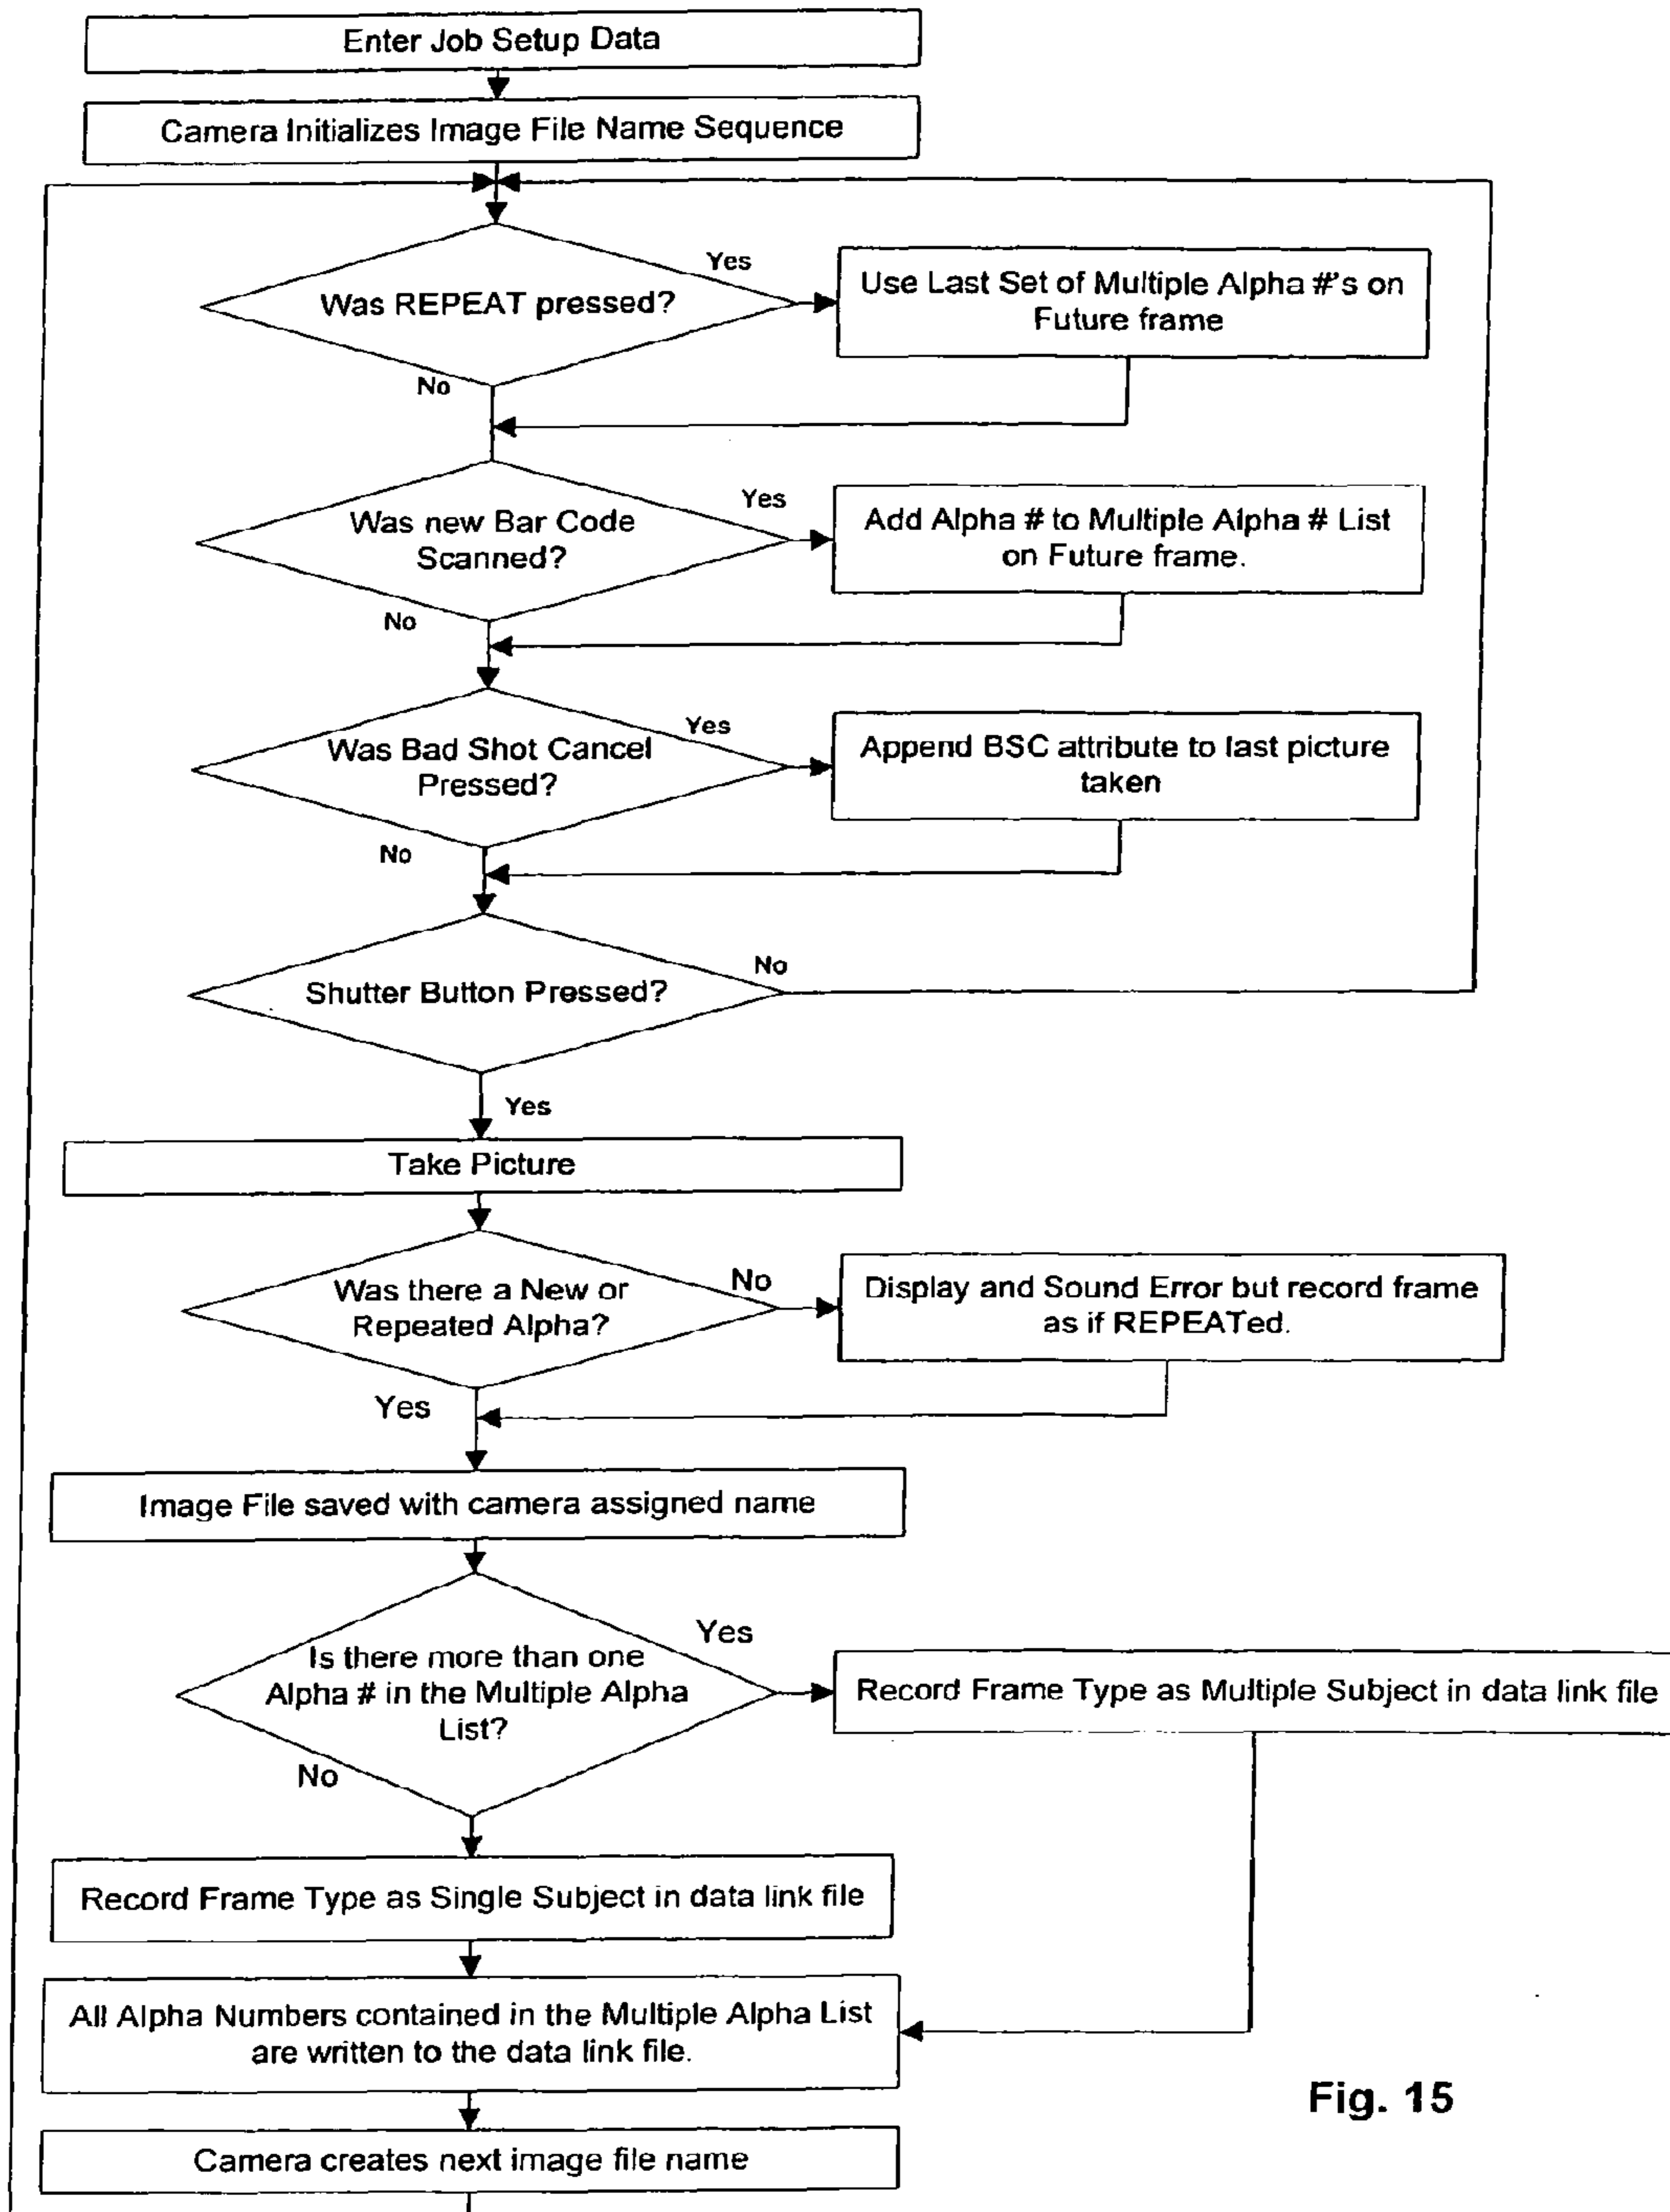 Enter Job Setup Data
Camera Initializes Image File Name Sequence
Was REPEAT pressed?
Yes
Use Last Set of Multiple Alpha #'s on
Future frame
No
Was new Bar Code
Scanned?
Yes
Add Alpha # to Multiple Alpha # List
on Future frame.
No
Was Bad Shot Cancel
Pressed?
Yes
Append BSC attribute to last picture
taken
No
Shutter Button Pressed?
No
Yes
Take Picture
Was there a New or
Repeated Alpha?
No
Display and Sound Error but record frame
as if REPEATed.
Yes
Image File saved with camera assigned name
Is there more than one
Alpha # in the Multiple Alpha
List?
Yes
Record Frame Type as Multiple Subject in data link file
No
Record Frame Type as Single Subject in data link file
All Alpha Numbers contained in the Multiple Alpha List
are written to the data link file.
Camera creates next image file name
Fig. 15